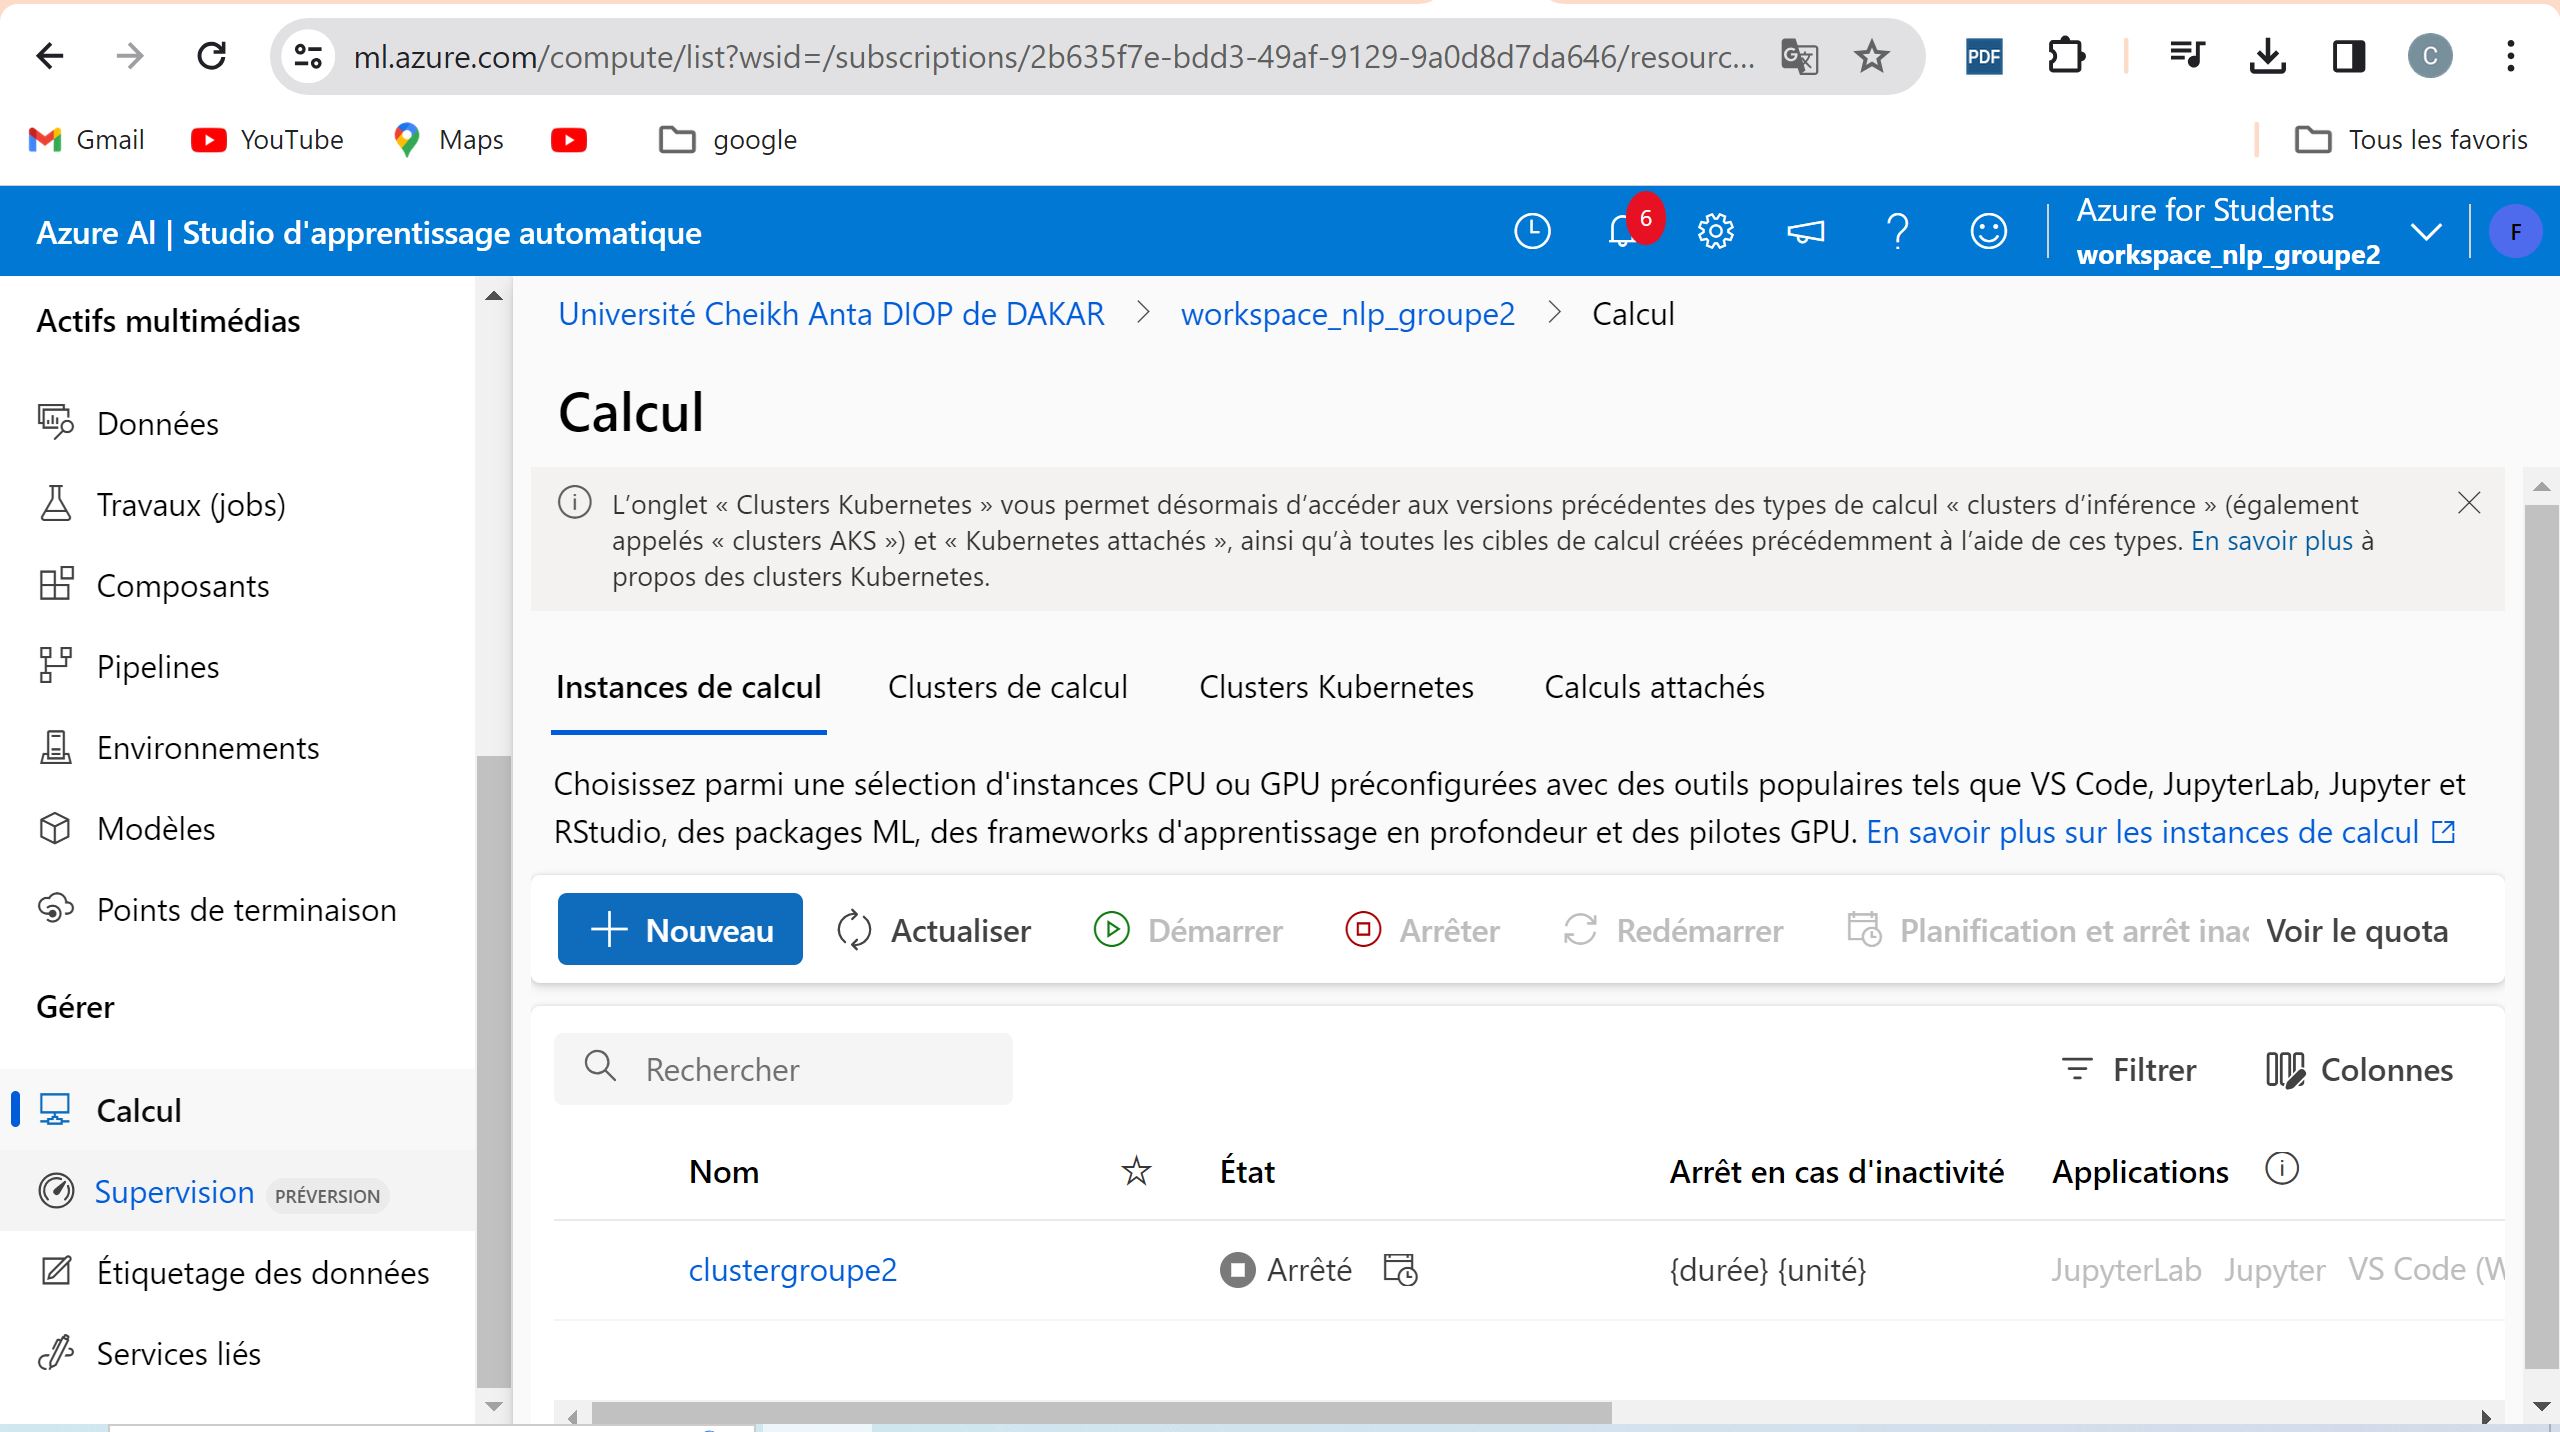 ml.azure.com/compute/list?wsid=/subscriptions/2b635f7e-bdd3-49af-9129-9a0d8d7da646/resourc...
PDF
C
Gmail
YouTube
Maps
google
Tous les favoris
Azure AI | Studio d'apprentissage automatique
6
Azure for Students
workspace_nlp_groupe2
F
Actifs multimédias
Données
Travaux (jobs)
Composants
Pipelines
Environnements
Modèles
Points de terminaison
Gérer
Calcul
Supervision PRÉVERSION
Étiquetage des données
Services liés
Université Cheikh Anta DIOP de DAKAR > workspace_nlp_groupe2 > Calcul
Calcul
L’onglet « Clusters Kubernetes » vous permet désormais d’accéder aux versions précédentes des types de calcul « clusters d’inférence » (également
appelés « clusters AKS ») et « Kubernetes attachés », ainsi qu’à toutes les cibles de calcul créées précédemment à l’aide de ces types. En savoir plus à
propos des clusters Kubernetes.
Instances de calcul Clusters de calcul Clusters Kubernetes Calculs attachés
Choisissez parmi une sélection d'instances CPU ou GPU préconfigurées avec des outils populaires tels que VS Code, JupyterLab, Jupyter et
RStudio, des packages ML, des frameworks d'apprentissage en profondeur et des pilotes GPU. En savoir plus sur les instances de calcul
Nouveau Actualiser Démarrer Arrêter Redémarrer Planification et arrêt inac Voir le quota
Rechercher
Filtrer Colonnes
Nom État Arrêt en cas d'inactivité Applications
clustergroupe2 Arrêté {durée} {unité} JupyterLab Jupyter VS Code (W